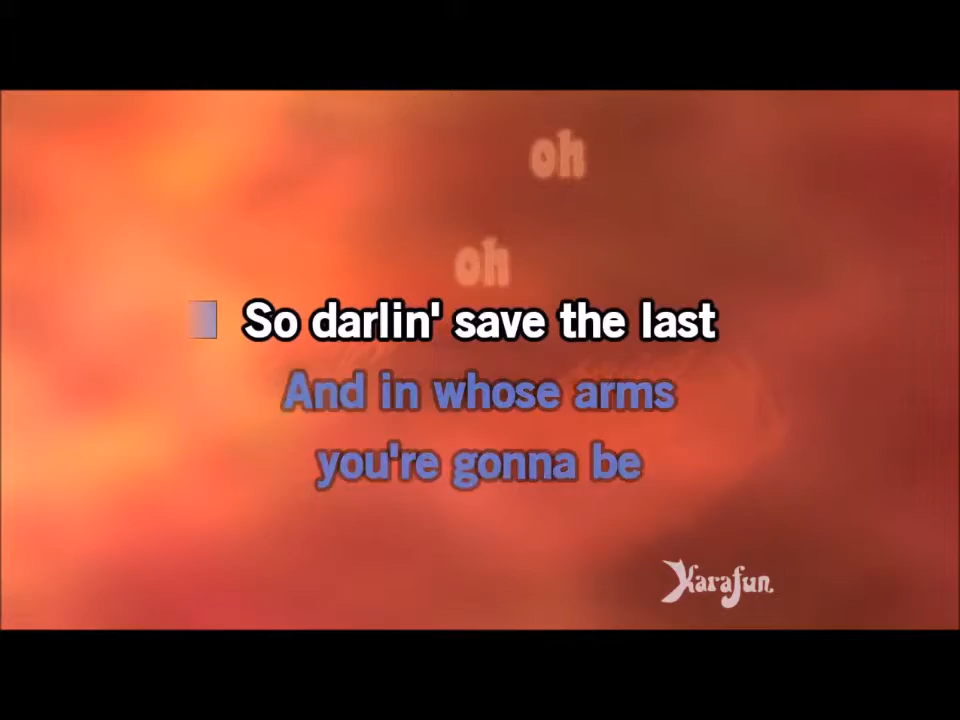 oh
oh
So darlin' save the last
And in whose arms
you're gonna be
Karafun